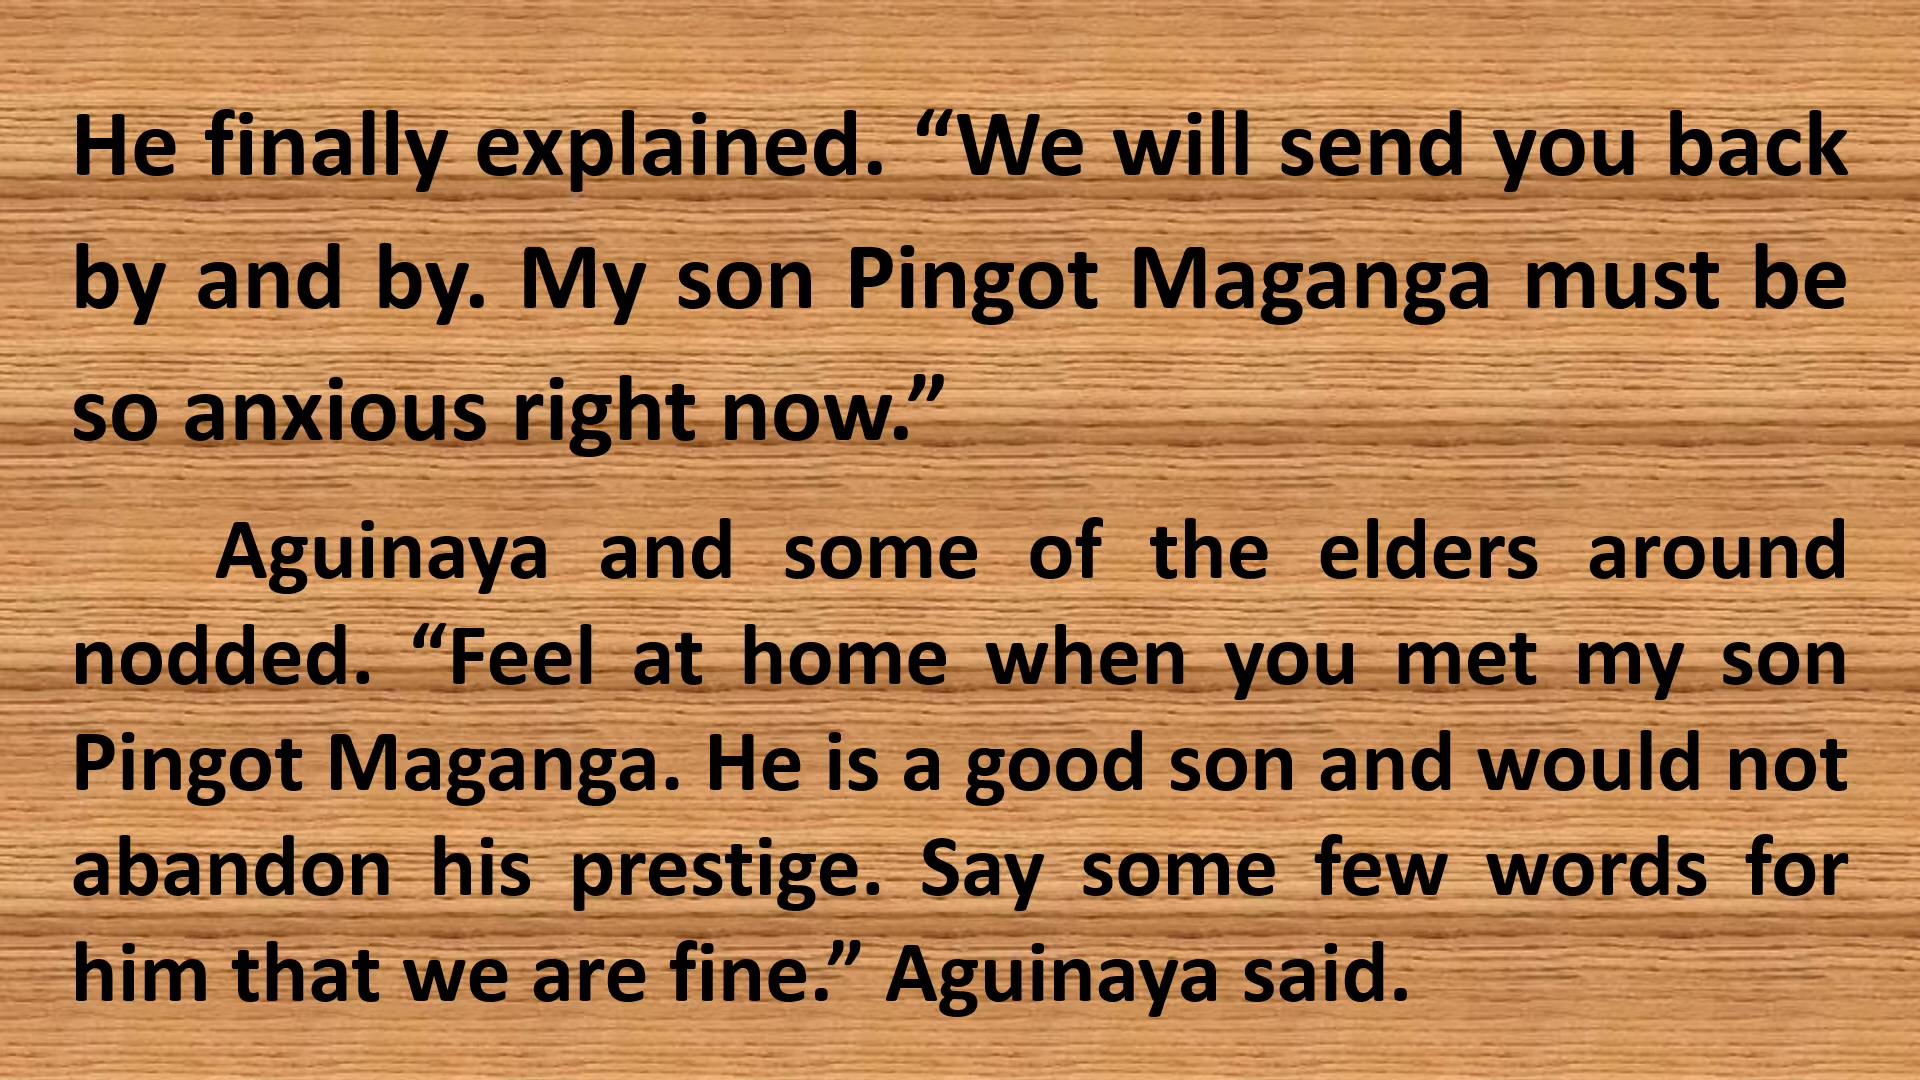 He finally explained. “We will send you back
by and by. My son Pingot Maganga must be
so anxious right now.”
Aguinaya and some of the elders around
nodded. “Feel at home when you met my son
Pingot Maganga. He is a good son and would not
abandon his prestige. Say some few words for
him that we are fine.” Aguinaya said.